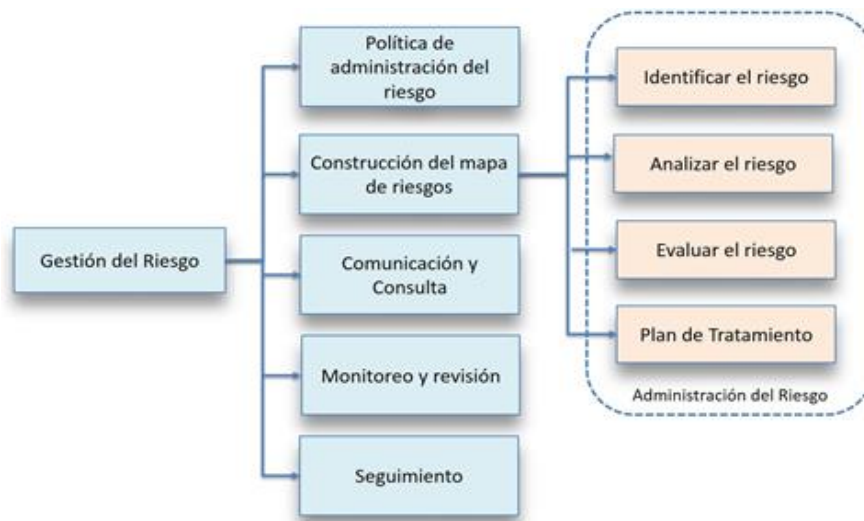 Gestión del Riesgo
Política de
administración del
riesgo
Construcción del mapa
de riesgos
Comunicación y
Consulta
Monitoreo y revisión
Seguimiento
Identificar el riesgo
Analizar el riesgo
Evaluar el riesgo
Plan de Tratamiento
Administración del Riesgo